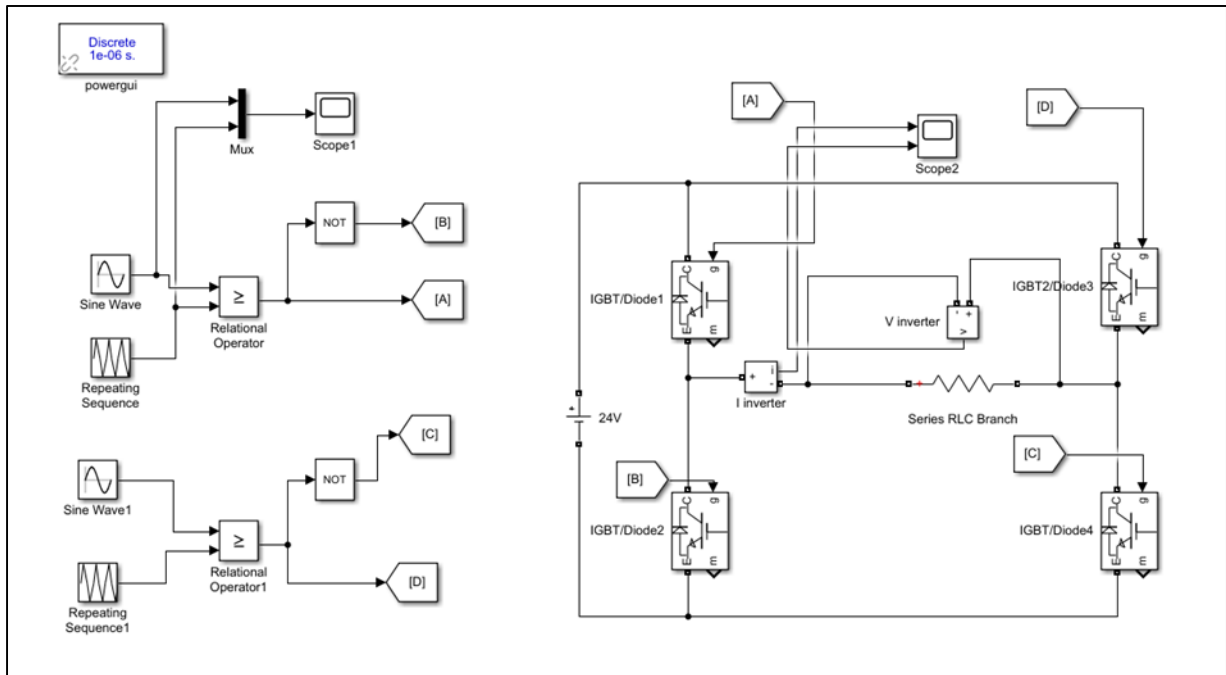 Discrete
1e-06 s.
powergui
Mux
Scope1
NOT
[B]
Sine Wave
≥
[A]
Relational
Operator
Repeating
Sequence
[C]
Sine Wave1
NOT
≥
Relational
Operator1
[D]
Repeating
Sequence1
[A]
[D]
Scope2
C
g
IGBT/Diode1
E
m
C
g
IGBT2/Diode3
E
m
- +
V inverter
v
+
i
-
I inverter
+
Series RLC Branch
+
24V
[B]
[C]
C
g
IGBT/Diode2
E
m
C
g
IGBT/Diode4
E
m